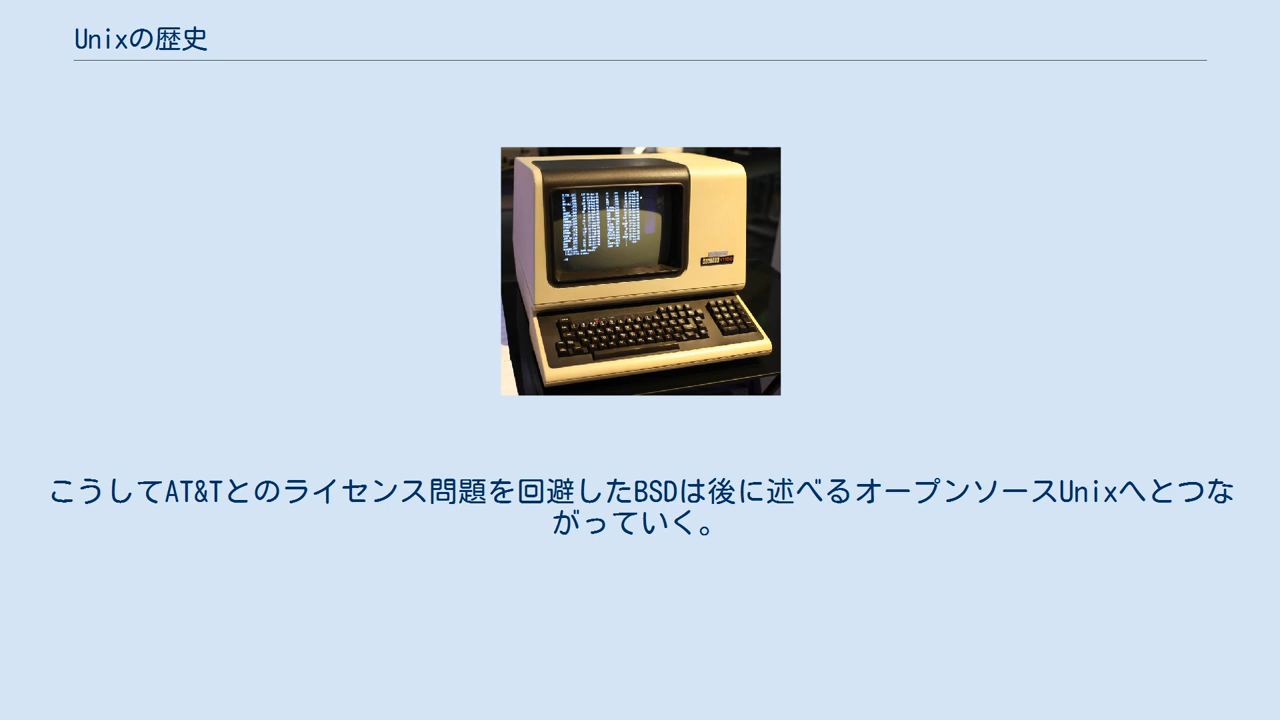 Unixの歴史
こうしてAT&Tとのライセンス問題を回避したBSDは後に述べるオープンソースUnixへとつな
がっていく。